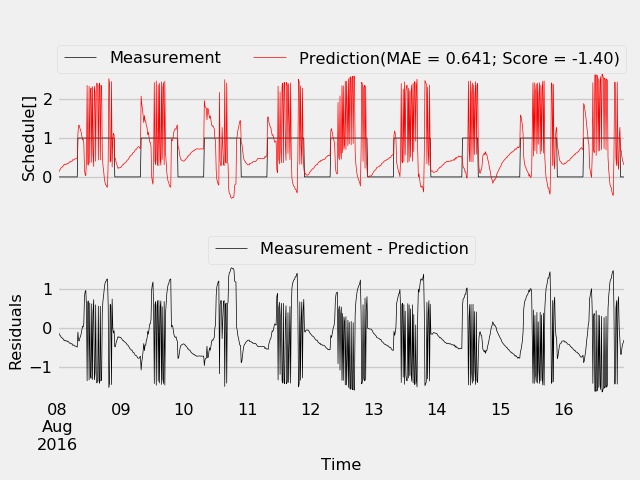 Measurement
Prediction(MAE = 0.641; Score = -1.40)
Schedule[]
2
1
0
Measurement - Prediction
Residuals
1
0
−1
08 09 10 11 12 13 14 15 16
Aug
2016
Time